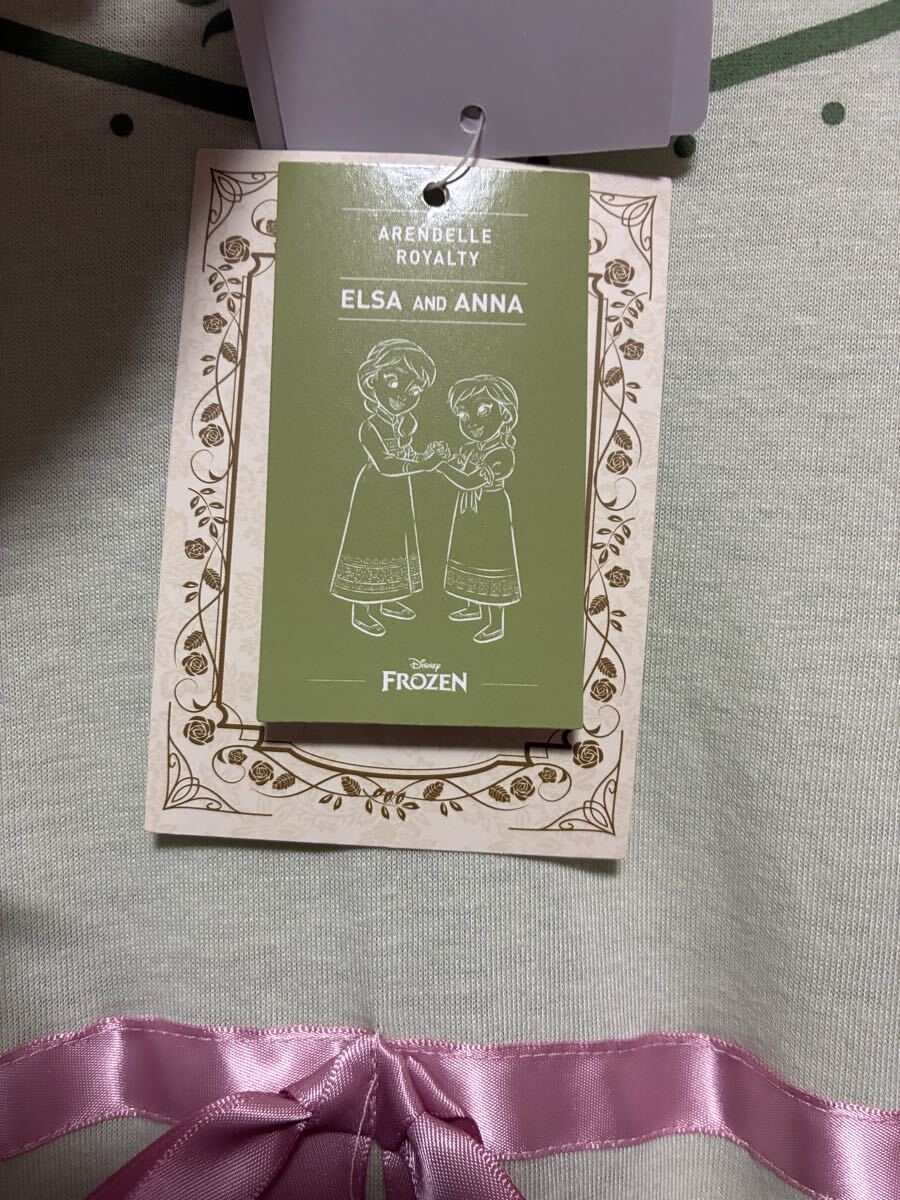 ARENDELLE
ROYALTY
ELSA AND ANNA
Disney
FROZEN